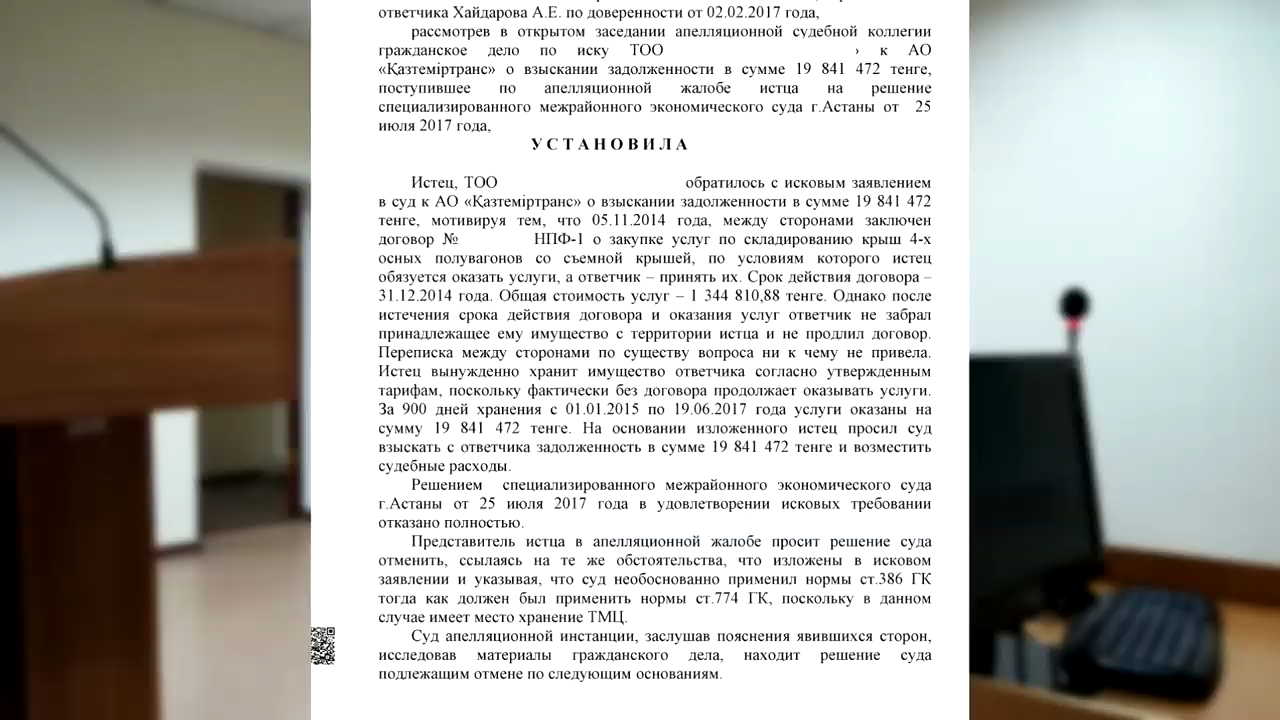 ответчика Хайдарова А.Е. по доверенности от 02.02.2017 года,
рассмотрев в открытом заседании апелляционной судебной коллегии
гражданское дело по иску ТОО › к АО
«Қазтеміртранс» о взыскании задолженности в сумме 19 841 472 тенге,
поступившее по апелляционной жалобе истца на решение
специализированного межрайонного экономического суда г.Астаны от 25
июля 2017 года,
У С Т А Н О В И Л А
Истец, ТОО обратилось с исковым заявлением
в суд к АО «Қазтеміртранс» о взыскании задолженности в сумме 19 841 472
тенге, мотивируя тем, что 05.11.2014 года, между сторонами заключен
договор № НПФ-1 о закупке услуг по складированию крыш 4-х
осных полувагонов со съемной крышей, по условиям которого истец
обязуется оказать услуги, а ответчик – принять их. Срок действия договора –
31.12.2014 года. Общая стоимость услуг – 1 344 810,88 тенге. Однако после
истечения срока действия договора и оказания услуг ответчик не забрал
принадлежащее ему имущество с территории истца и не продлил договор.
Переписка между сторонами по существу вопроса ни к чему не привела.
Истец вынужденно хранит имущество ответчика согласно утвержденным
тарифам, поскольку фактически без договора продолжает оказывать услуги.
За 900 дней хранения с 01.01.2015 по 19.06.2017 года услуги оказаны на
сумму 19 841 472 тенге. На основании изложенного истец просил суд
взыскать с ответчика задолженность в сумме 19 841 472 тенге и возместить
судебные расходы.
Решением специализированного межрайонного экономического суда
г.Астаны от 25 июля 2017 года в удовлетворении исковых требовании
отказано полностью.
Представитель истца в апелляционной жалобе просит решение суда
отменить, ссылаясь на те же обстоятельства, что изложены в исковом
заявлении и указывая, что суд необоснованно применил нормы ст.386 ГК
тогда как должен был применить нормы ст.774 ГК, поскольку в данном
случае имеет место хранение ТМЦ.
Суд апелляционной инстанции, заслушав пояснения явившихся сторон,
исследовав материалы гражданского дела, находит решение суда
подлежащим отмене по следующим основаниям.